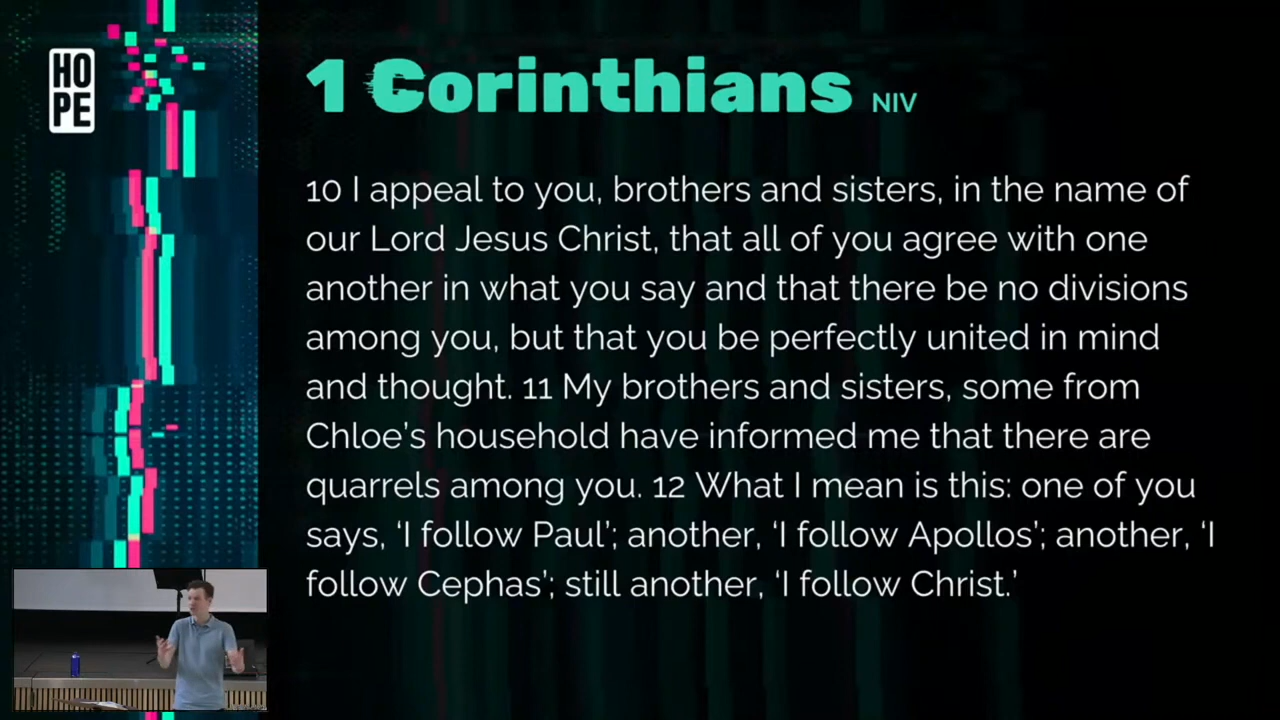 HO
PE
1 Corinthians NIV
10 I appeal to you, brothers and sisters, in the name of
our Lord Jesus Christ, that all of you agree with one
another in what you say and that there be no divisions
among you, but that you be perfectly united in mind
and thought. 11 My brothers and sisters, some from
Chloe’s household have informed me that there are
quarrels among you. 12 What I mean is this: one of you
says, ‘I follow Paul’; another, ‘I follow Apollos’; another, ‘I
follow Cephas’; still another, ‘I follow Christ.’